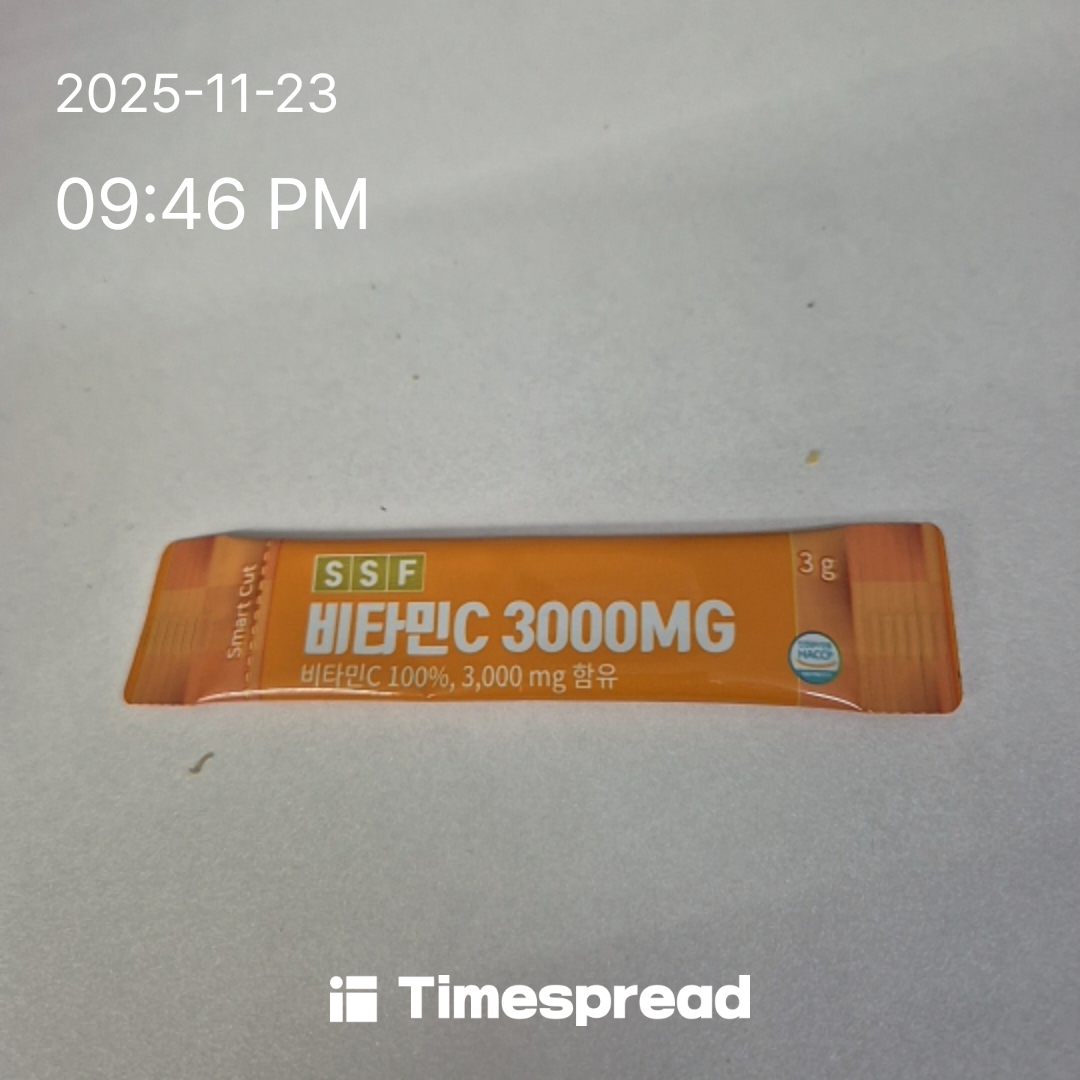 2025-11-23
09:46 PM
Smart Cut
SSF
비타민C 3000MG
비타민C 100%, 3,000 mg 함유
3 g
HACCP
Timespread